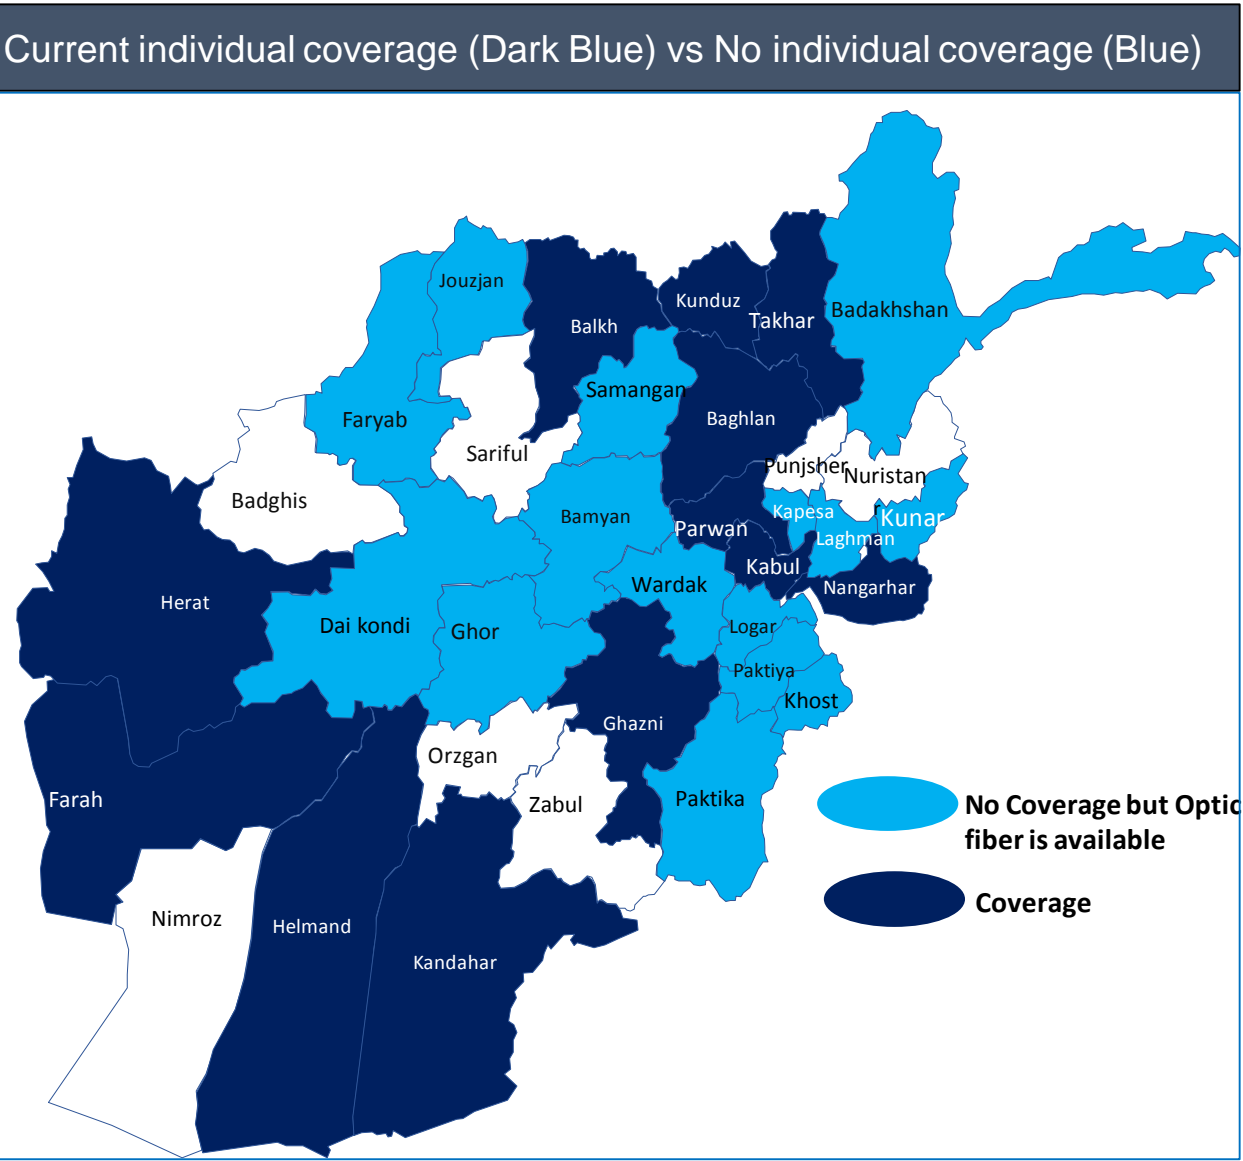 Current individual coverage (Dark Blue) vs No individual coverage (Blue)
Jouzjan
Kunduz
Badakhshan
Balkh
Takhar
Samangan
Faryab
Baghlan
Sariful
Punjsher
Nuristan
Badghis
r
Kapesa
Kunar
Bamyan
Parwan
Laghman
Kabul
Wardak
Nangarhar
Herat
Dai kondi
Ghor
Logar
Paktiya
Khost
Ghazni
Orzgan
Farah
Zabul
Paktika
No Coverage but Optic
fiber is available
Coverage
Nimroz
Helmand
Kandahar